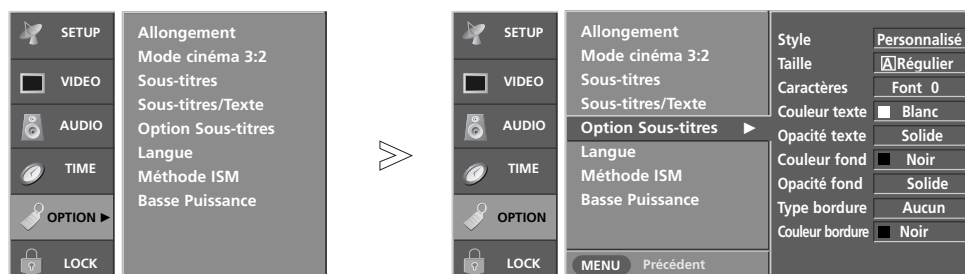 SETUP
VIDEO
AUDIO
TIME
OPTION ►
LOCK
Allongement
Mode cinéma 3:2
Sous-titres
Sous-titres/Texte
Option Sous-titres
Langue
Méthode ISM
Basse Puissance
SETUP
VIDEO
AUDIO
TIME
OPTION
LOCK
Allongement
Mode cinéma 3:2
Sous-titres
Sous-titres/Texte
Option Sous-titres ►
Langue
Méthode ISM
Basse Puissance
MENU Précédent
Style Personnalisé
Taille A Régulier
Caractères Font 0
Couleur texte Blanc
Opacité texte Solide
Couleur fond Noir
Opacité fond Solide
Type bordure Aucun
Couleur bordure Noir